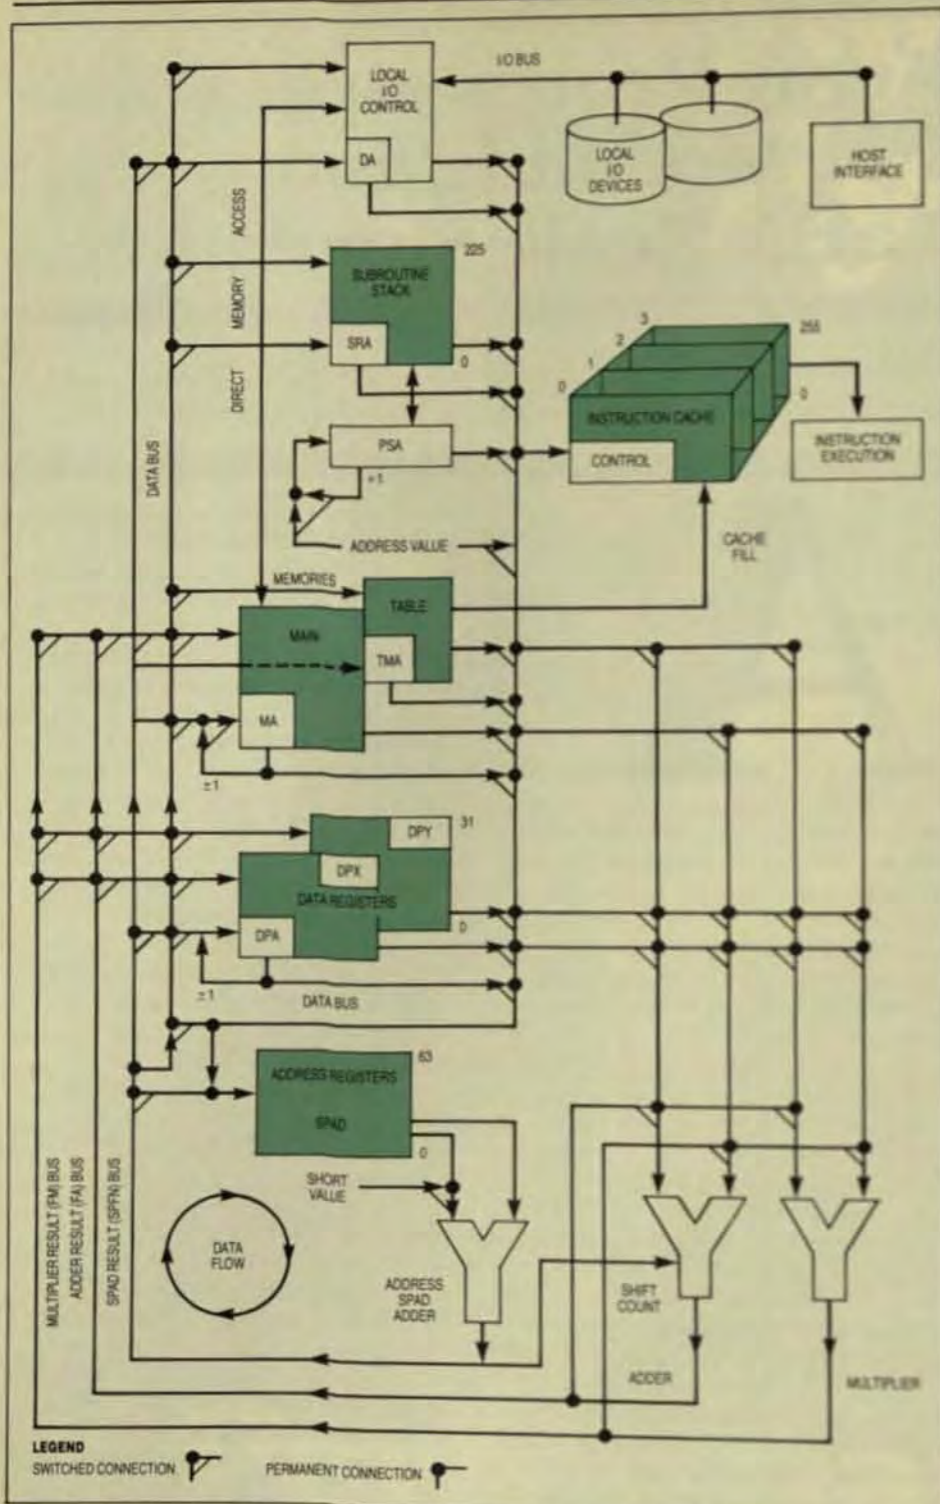 I/O BUS
LOCAL
I/O
CONTROL
DA
LOCAL
I/O
DEVICES
HOST
INTERFACE
DIRECT MEMORY ACCESS
225
SUBROUTINE
STACK
SRA
0
3
2
1
0
255
0
INSTRUCTION CACHE
CONTROL
INSTRUCTION
EXECUTION
PSA
+1
DATA BUS
ADDRESS VALUE
CACHE
FILL
MEMORIES
TABLE
MAIN
TMA
MA
±1
DPY
31
DPX
DATA REGISTERS
DPA
0
±1
DATA BUS
63
ADDRESS REGISTERS
SPAD
0
SHORT
VALUE
MULTIPLIER RESULT (FM) BUS
ADDER RESULT (FA) BUS
SPAD RESULT (SPFN) BUS
DATA
FLOW
ADDRESS
SPAD
ADDER
SHIFT
COUNT
ADDER
MULTIPLIER
LEGEND
SWITCHED CONNECTION
PERMANENT CONNECTION